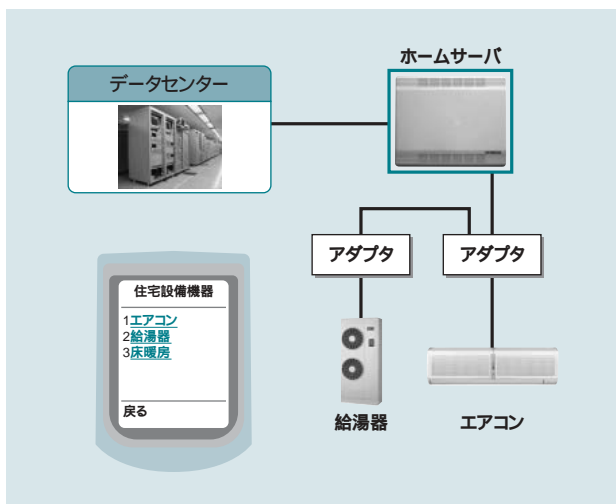 ホームサーバ
データセンター
アダプタ
アダプタ
住宅設備機器
1エアコン
2給湯器
3床暖房
戻る
給湯器
エアコン